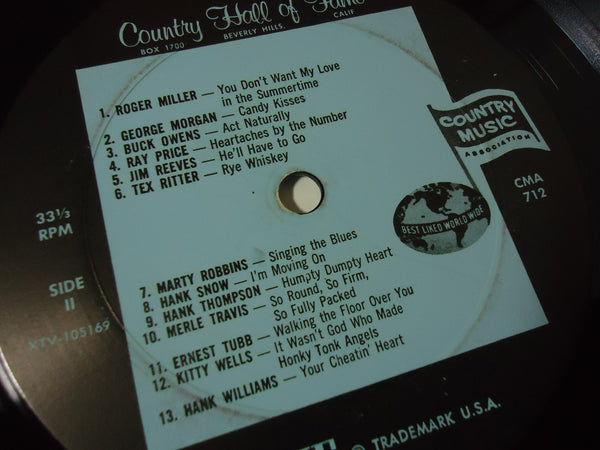 Country Hall of Fame
BOX 1700 BEVERLY HILLS, CALIF
1. ROGER MILLER — You Don't Want My Love
in the Summertime
2. GEORGE MORGAN — Candy Kisses
3. BUCK OWENS — Act Naturally
4. RAY PRICE — Heartaches by the Number
5. JIM REEVES — He'll Have to Go
6. TEX RITTER — Rye Whiskey
COUNTRY
MUSIC
ASSOCIATION
33⅓
RPM
CMA
712
BEST LIKED WORLD WIDE
SIDE
II
XTV-105169
7. MARTY ROBBINS — Singing the Blues
8. HANK SNOW — I'm Moving On
9. HANK THOMPSON — Humpty Dumpty Heart
10. MERLE TRAVIS — So Round, So Firm,
So Fully Packed
11. ERNEST TUBB — Walking the Floor Over You
12. KITTY WELLS — It Wasn't God Who Made
Honky Tonk Angels
13. HANK WILLIAMS — Your Cheatin' Heart
® TRADEMARK U.S.A.